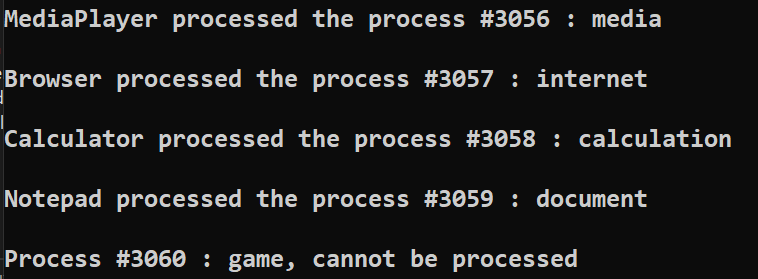 MediaPlayer processed the process #3056 : media
Browser processed the process #3057 : internet
Calculator processed the process #3058 : calculation
Notepad processed the process #3059 : document
Process #3060 : game, cannot be processed